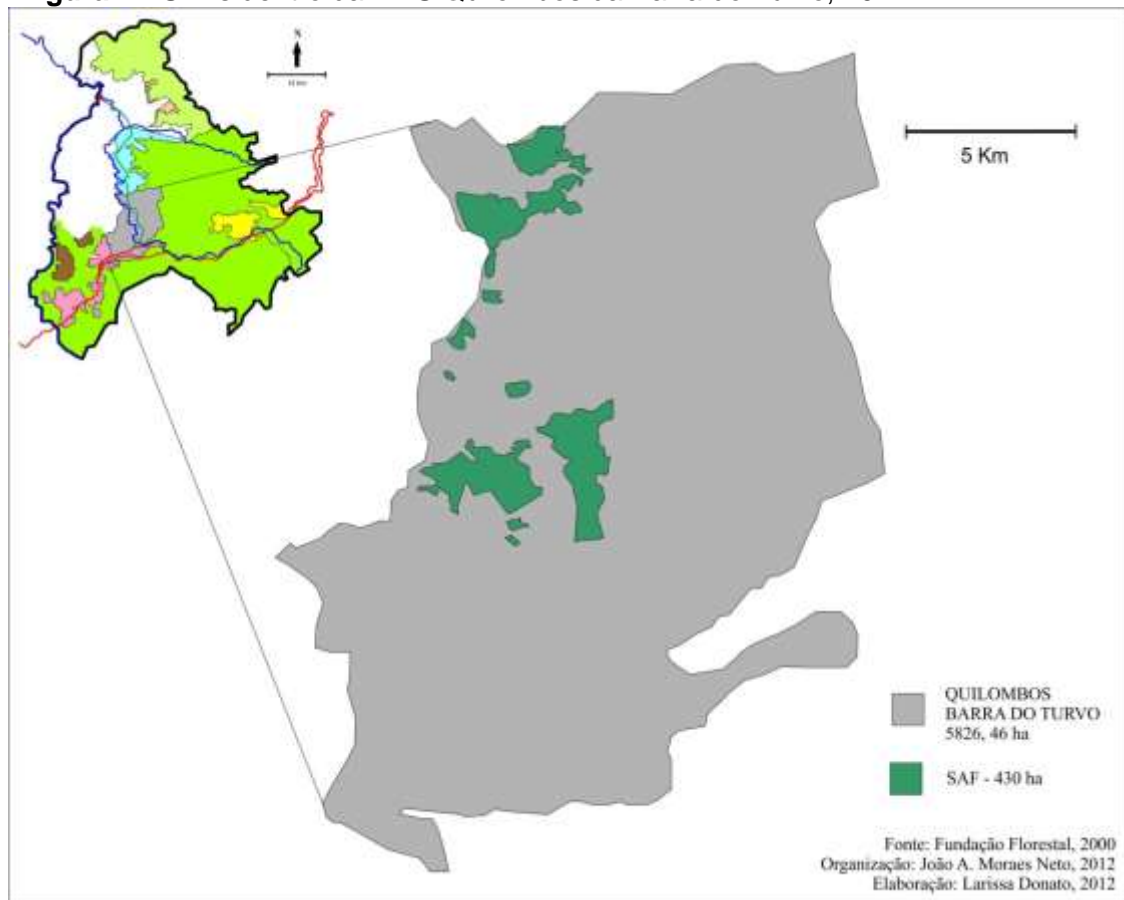 N
5 Km
QUILOMBOS
BARRA DO TURVO
5826, 46 ha
SAF - 430 ha
Fonte: Fundação Florestal, 2000
Organização: João A. Moraes Neto, 2012
Elaboração: Larissa Donato, 2012